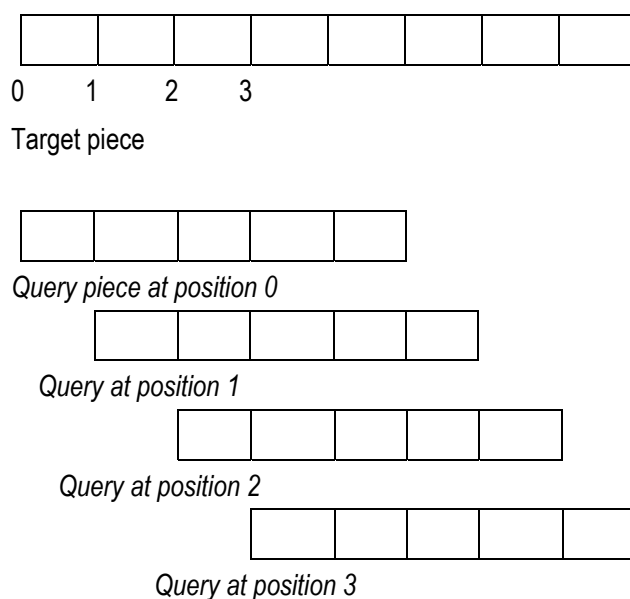 0 1 2 3
Target piece
Query piece at position 0
Query at position 1
Query at position 2
Query at position 3